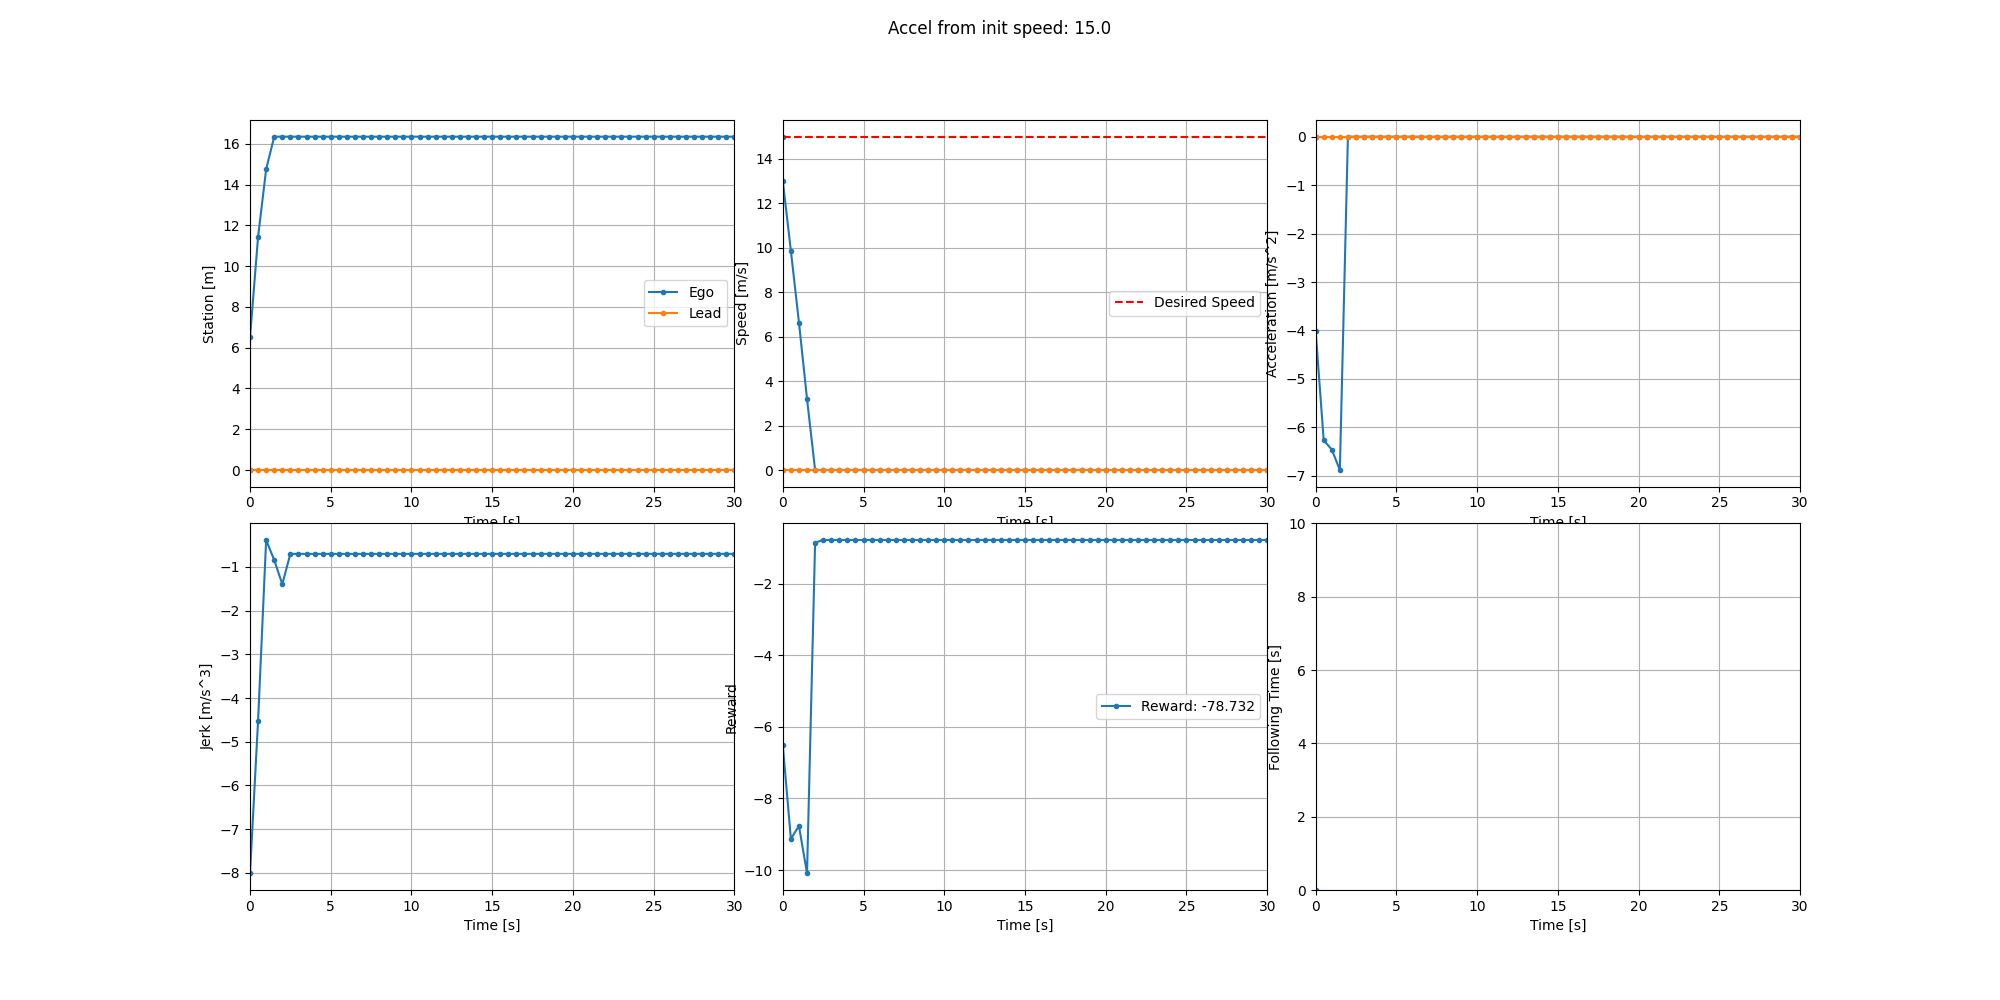 Accel from init speed: 15.0
Station [m]
16
14
12
10
8
6
4
2
0
Ego
Lead
0 5 10 15 20 25 30
Time [s]
Speed [m/s]
14
12
10
8
6
4
2
0
Desired Speed
0 5 10 15 20 25 30
Time [s]
Acceleration [m/s^2]
0
−1
−2
−3
−4
−5
−6
−7
0 5 10 15 20 25 30
Time [s]
Jerk [m/s^3]
−1
−2
−3
−4
−5
−6
−7
−8
0 5 10 15 20 25 30
Time [s]
Reward
−2
−4
−6
−8
−10
Reward: -78.732
0 5 10 15 20 25 30
Time [s]
Following Time [s]
10
8
6
4
2
0
0 5 10 15 20 25 30
Time [s]